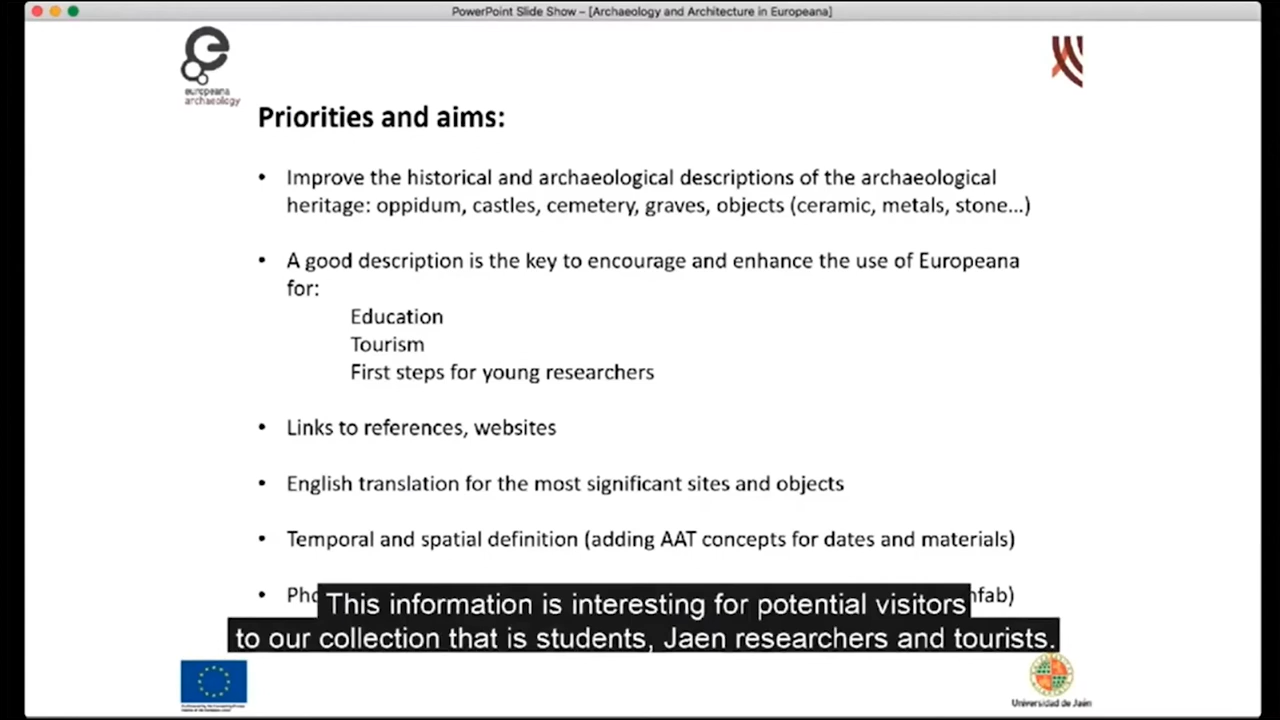 PowerPoint Slide Show – [Archaeology and Architecture in Europeana]
europeana
archaeology
Priorities and aims:
• Improve the historical and archaeological descriptions of the archaeological
heritage: oppidum, castles, cemetery, graves, objects (ceramic, metals, stone...)
• A good description is the key to encourage and enhance the use of Europeana
for:
Education
Tourism
First steps for young researchers
• Links to references, websites
• English translation for the most significant sites and objects
• Temporal and spatial definition (adding AAT concepts for dates and materials)
This information is interesting for potential visitors
to our collection that is students, Jaen researchers and tourists.
Universidad de Jaén